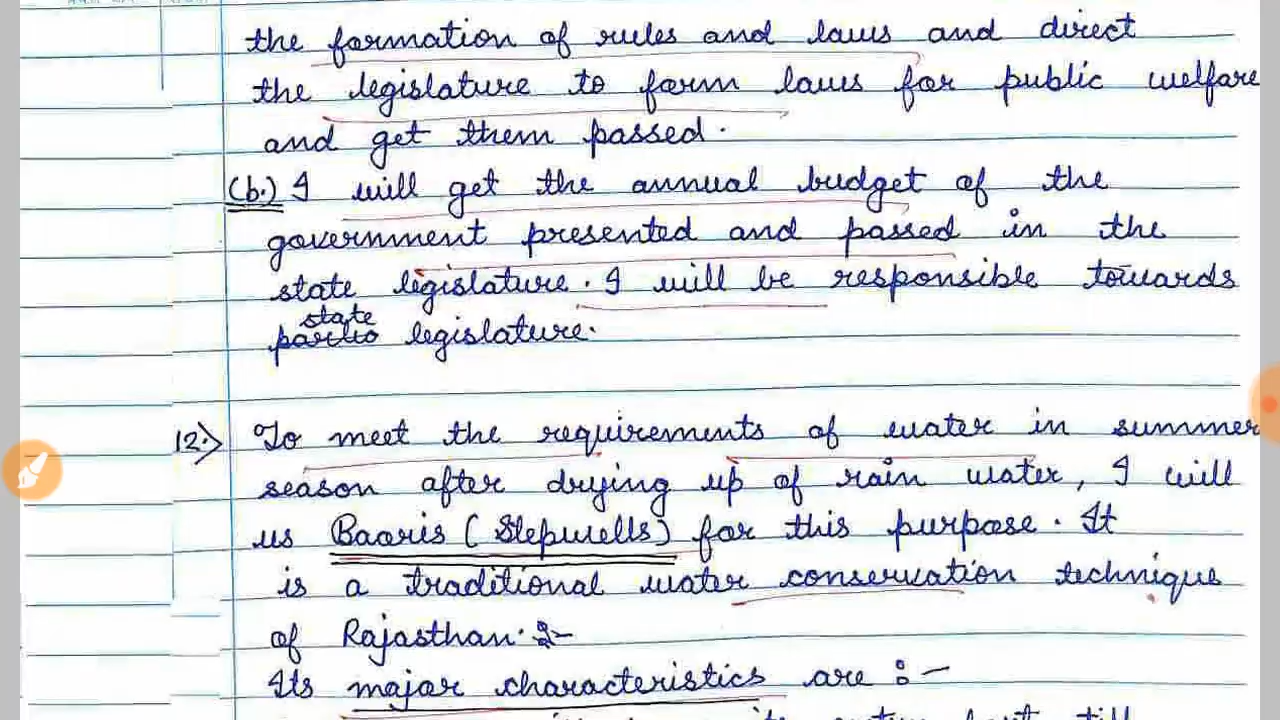 the formation of rules and laws and direct
the legislature to form laws for public welfare
and get them passed.
(b.) I will get the annual budget of the
government presented and passed in the
state legislature. I will be responsible towards
state
legislature.
12.> To meet the requirements of water in summer
season after drying up of rain water, I will
us Baoris (Stepwells) for this purpose. It
is a traditional water conservation technique
of Rajasthan. :-
Its major characteristics are :-